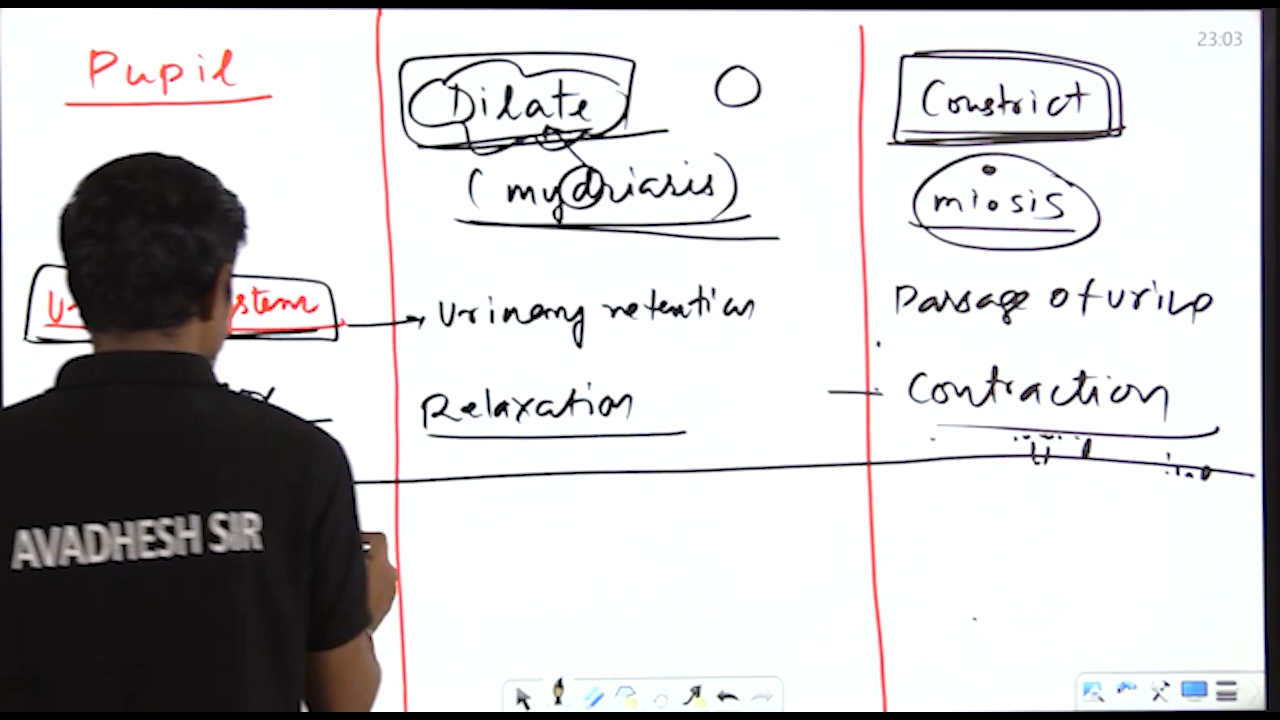 23:03
Pupil
Dilate
Constrict
(mydriasis)
miosis
Urinary retention
Passage of urine
Relaxation
Contraction
AVADHESH SIR